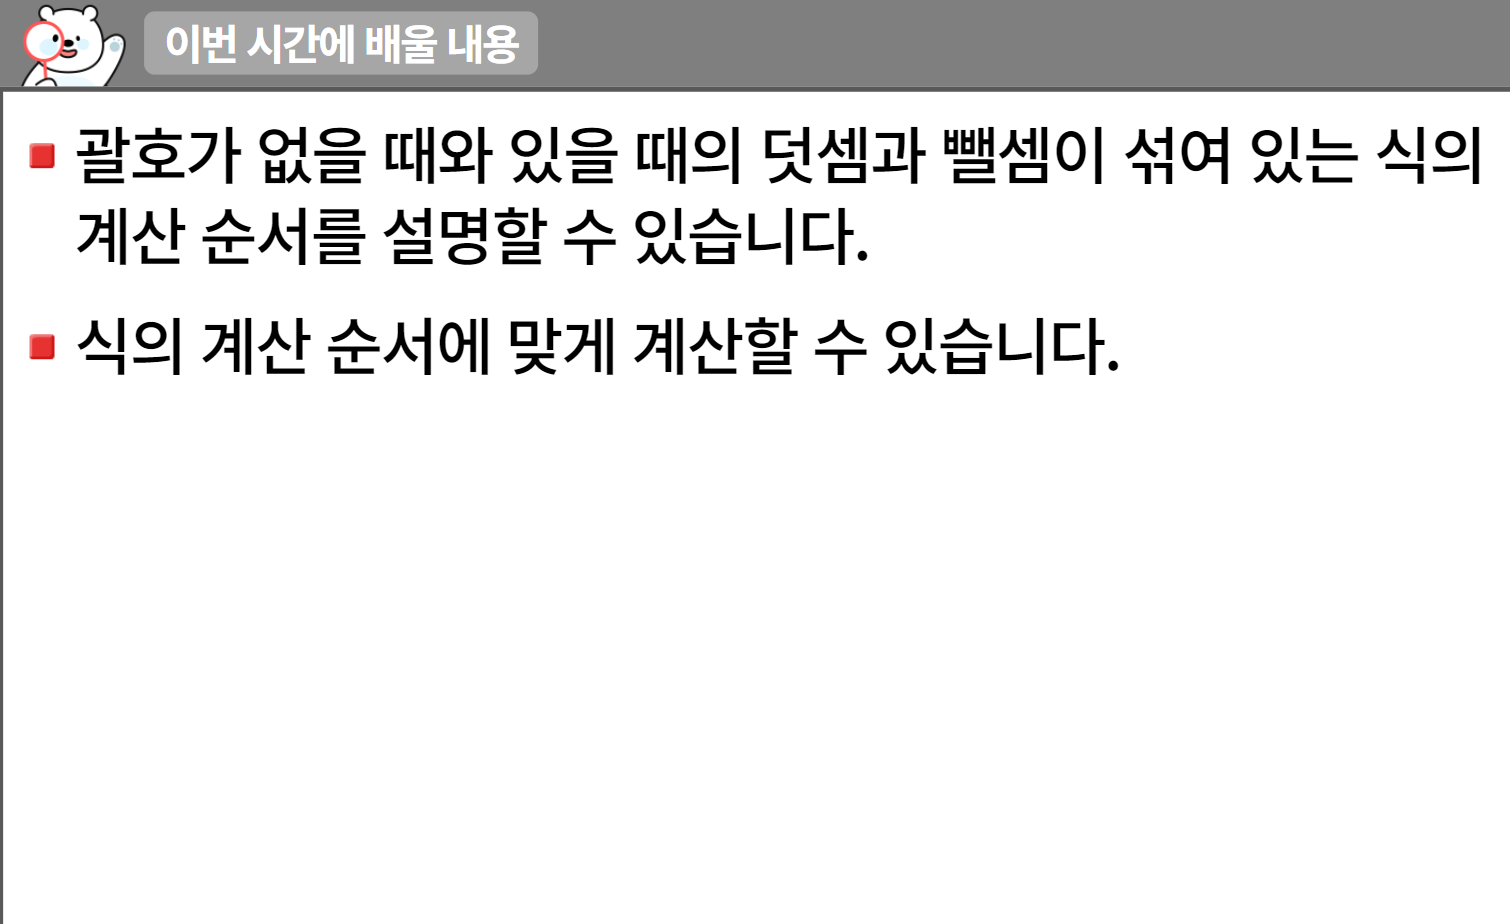 이번 시간에 배울 내용
괄호가 없을 때와 있을 때의 덧셈과 뺄셈이 섞여 있는 식의
계산 순서를 설명할 수 있습니다.
식의 계산 순서에 맞게 계산할 수 있습니다.